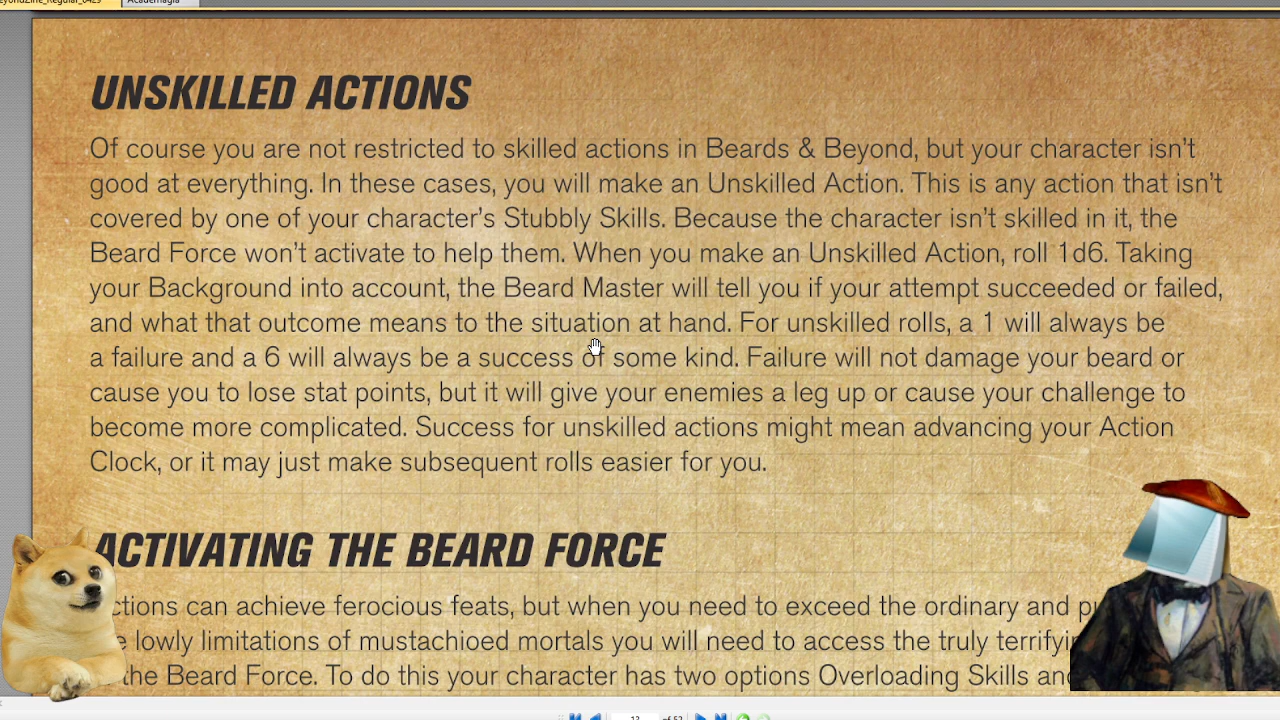 UNSKILLED ACTIONS
Of course you are not restricted to skilled actions in Beards & Beyond, but your character isn't
good at everything. In these cases, you will make an Unskilled Action. This is any action that isn't
covered by one of your character's Stubbly Skills. Because the character isn't skilled in it, the
Beard Force won't activate to help them. When you make an Unskilled Action, roll 1d6. Taking
your Background into account, the Beard Master will tell you if your attempt succeeded or failed,
and what that outcome means to the situation at hand. For unskilled rolls, a 1 will always be
a failure and a 6 will always be a success of some kind. Failure will not damage your beard or
cause you to lose stat points, but it will give your enemies a leg up or cause your challenge to
become more complicated. Success for unskilled actions might mean advancing your Action
Clock, or it may just make subsequent rolls easier for you.
ACTIVATING THE BEARD FORCE
ctions can achieve ferocious feats, but when you need to exceed the ordinary and
lowly limitations of mustachioed mortals you will need to access the truly
the Beard Force. To do this your character has two options Overloading Skills